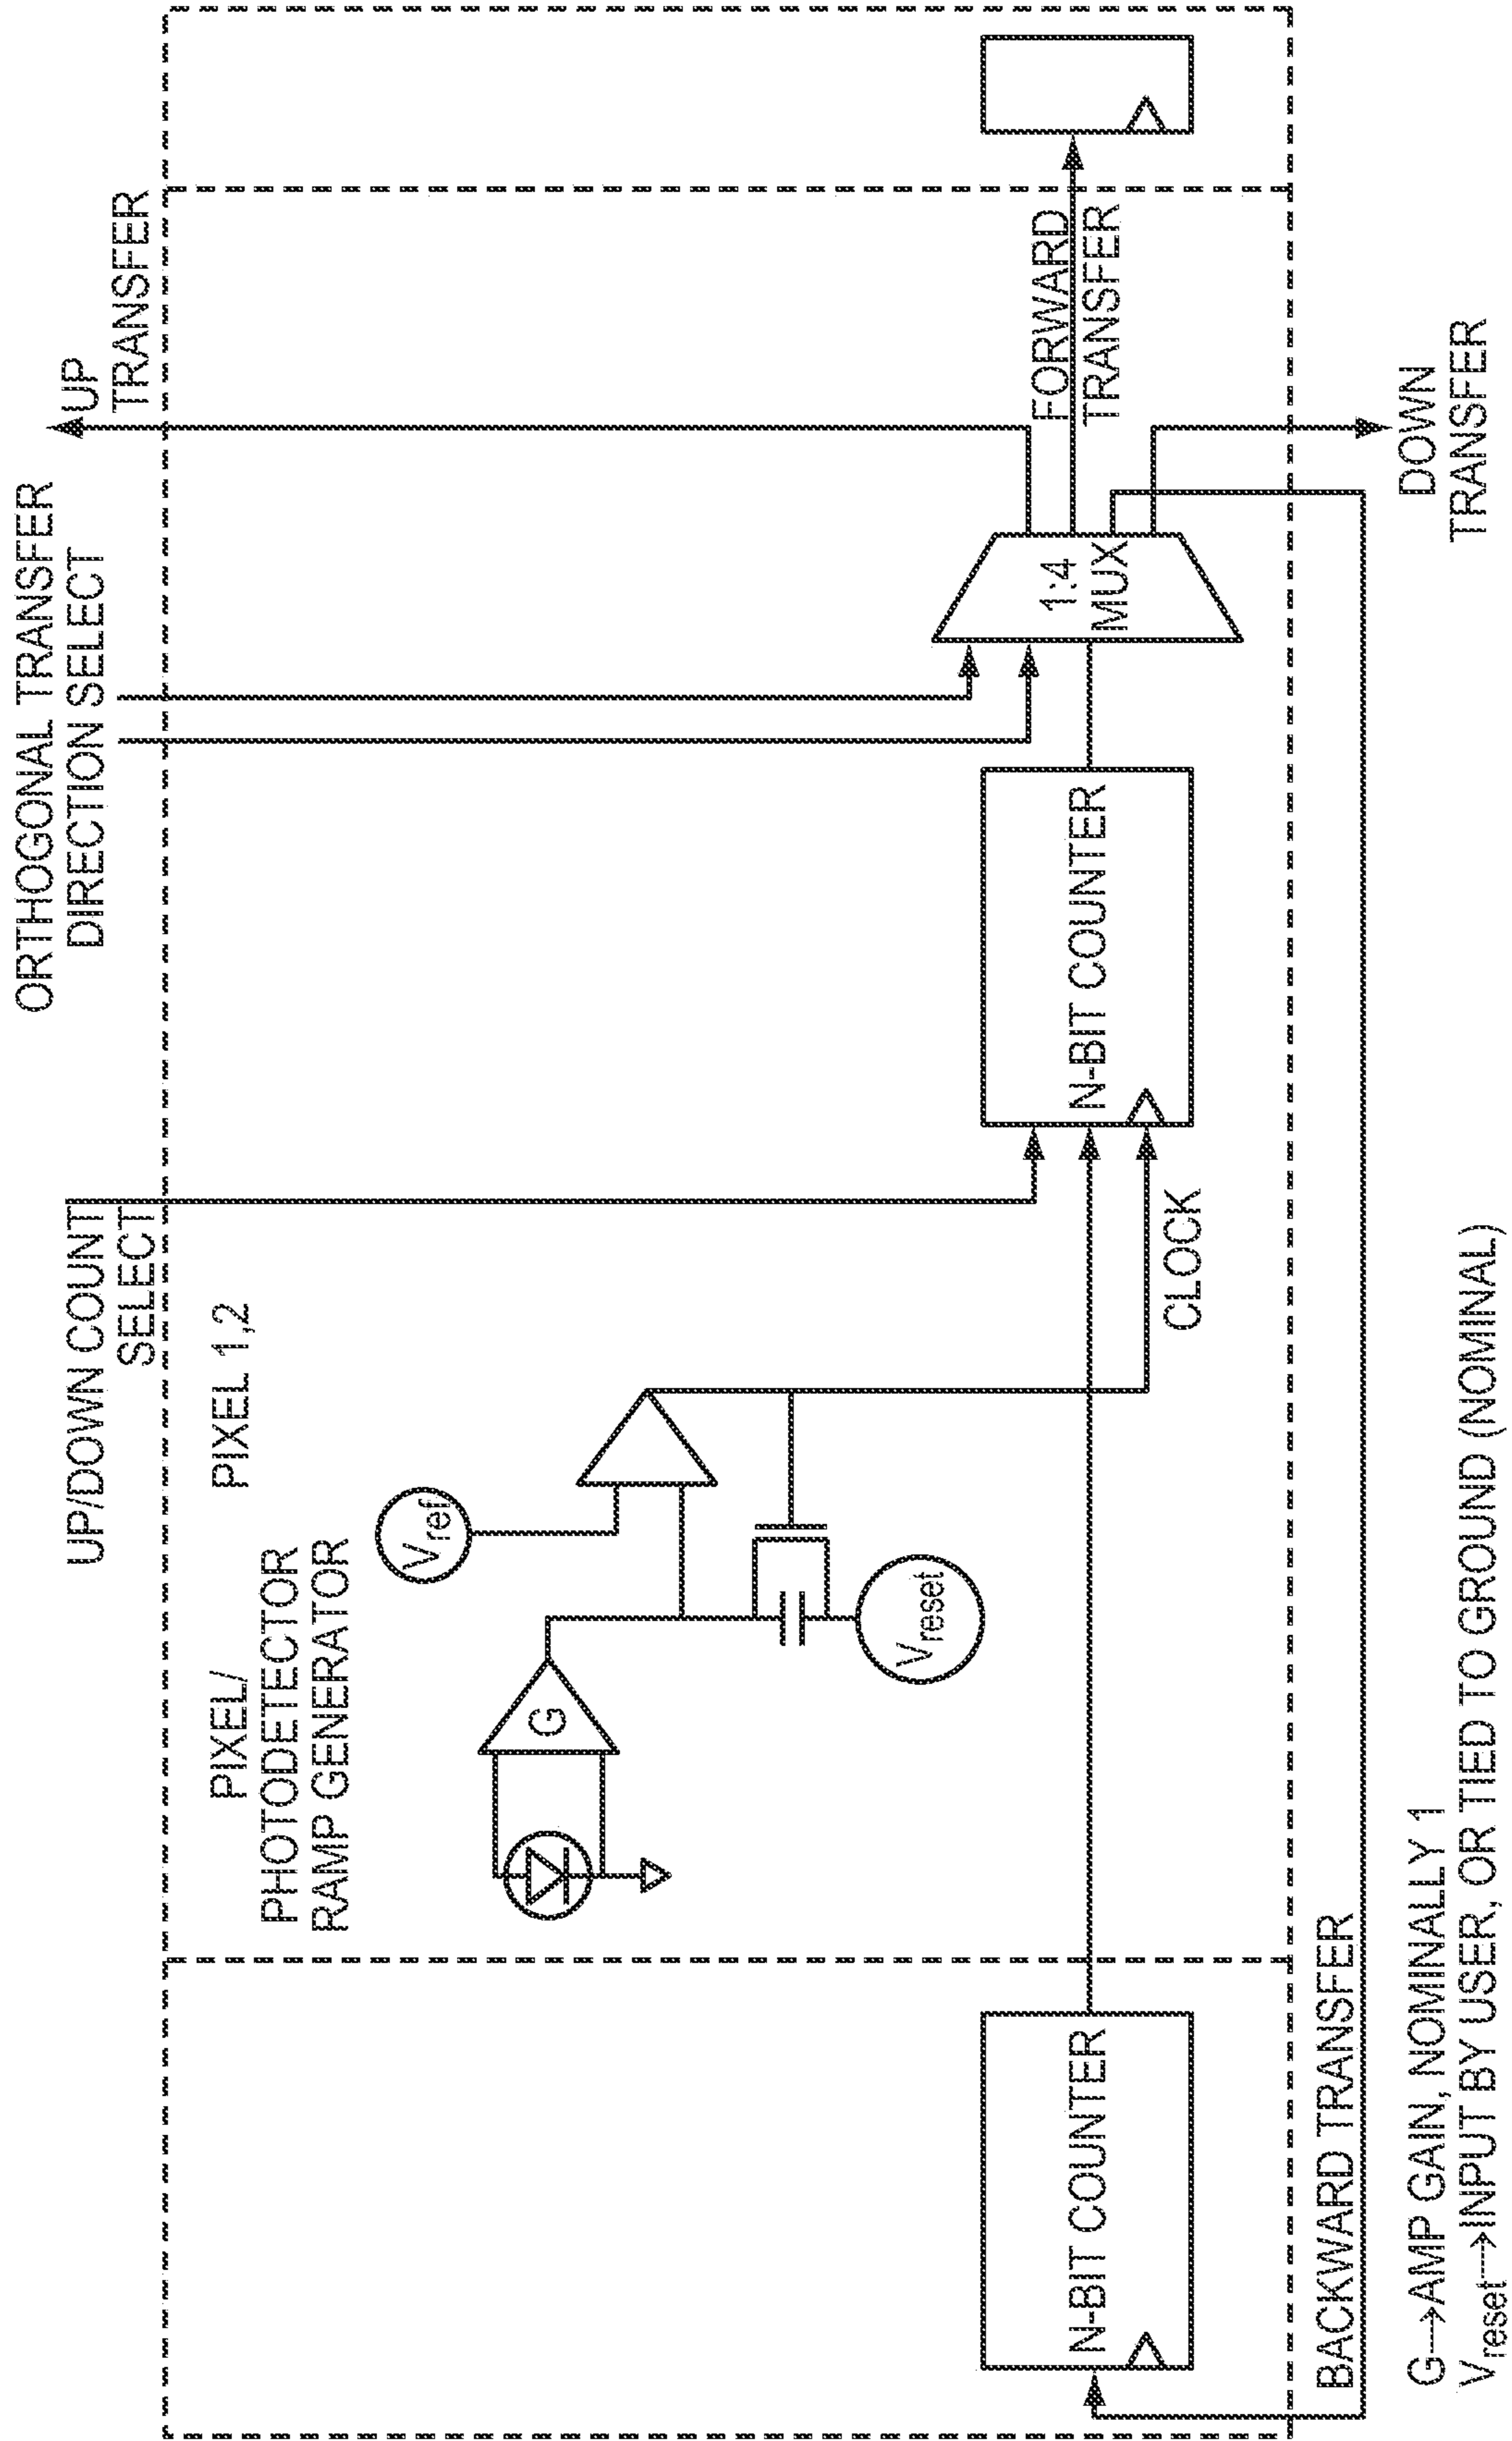 ORTHOGONAL TRANSFER
DIRECTION SELECT
UP
TRANSFER
UP/DOWN COUNT
SELECT
PIXEL/
PHOTODETECTOR
RAMP GENERATOR
PIXEL 1,2
Vref
G
Vreset
N-BIT COUNTER
N-BIT COUNTER
1:4
MUX
FORWARD
TRANSFER
CLOCK
BACKWARD TRANSFER
DOWN
TRANSFER
G→AMP GAIN, NOMINALLY 1
Vreset→INPUT BY USER, OR TIED TO GROUND (NOMINAL)